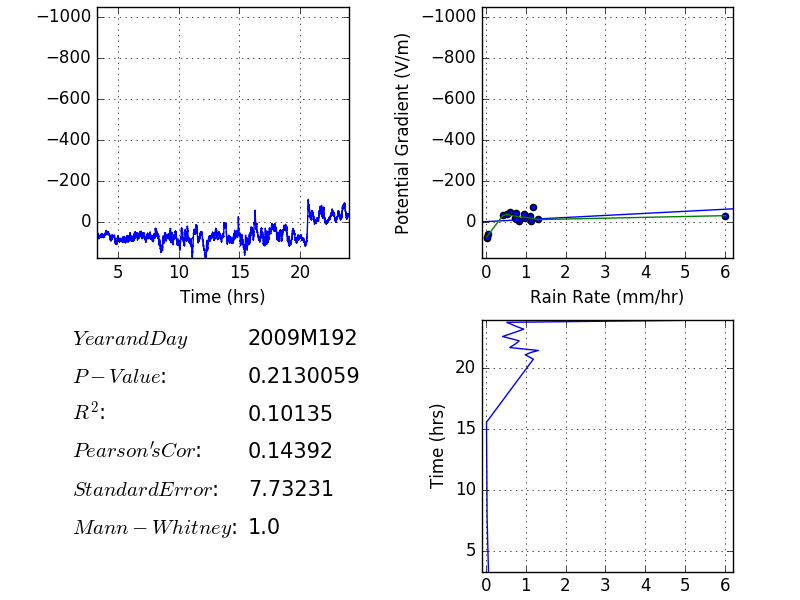 −1000
−800
−600
−400
−200
0
5 10 15 20
Time (hrs)
Potential Gradient (V/m)
−1000
−800
−600
−400
−200
0
0 1 2 3 4 5 6
Rain Rate (mm/hr)
YearandDay 2009M192
P−Value: 0.2130059
R²: 0.10135
Pearson'sCor: 0.14392
StandardError: 7.73231
Mann−Whitney: 1.0
Time (hrs)
20
15
10
5
0 1 2 3 4 5 6